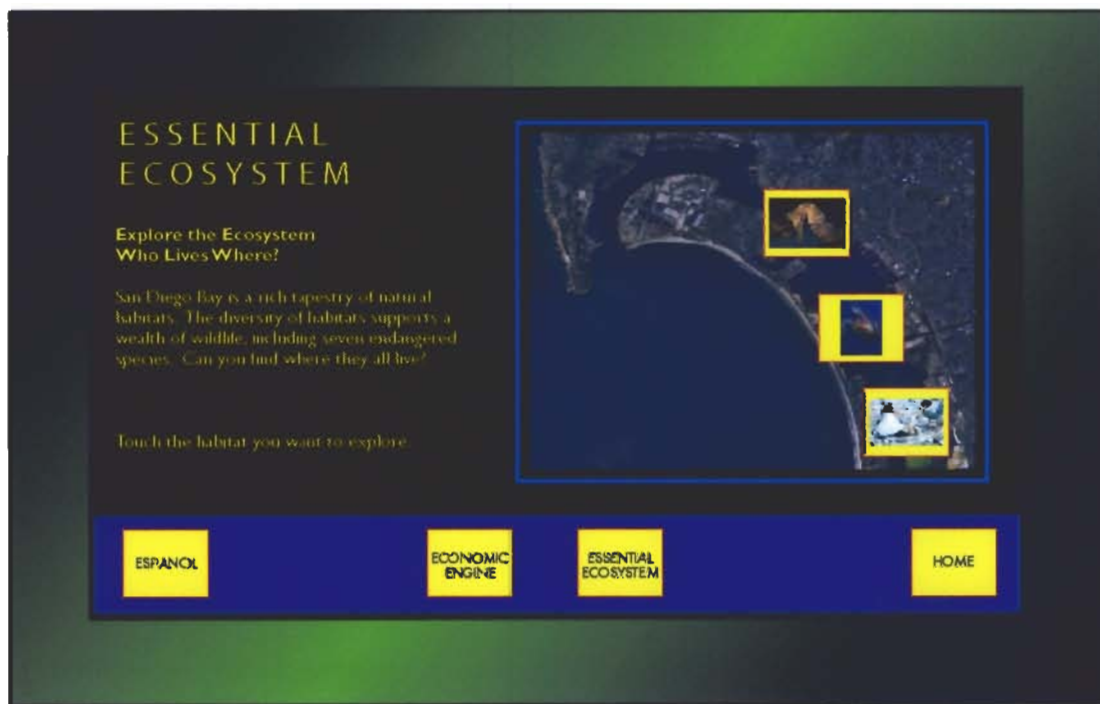 ESSENTIAL
ECOSYSTEM
Explore the Ecosystem
Who Lives Where?
San Diego Bay is a rich tapestry of natural
habitats. The diversity of habitats supports a
wealth of wildlife, including seven endangered
species. Can you find where they all live?
Touch the habitat you want to explore.
ESPANOL
ECONOMIC
ENGINE
ESSENTIAL
ECOSYSTEM
HOME